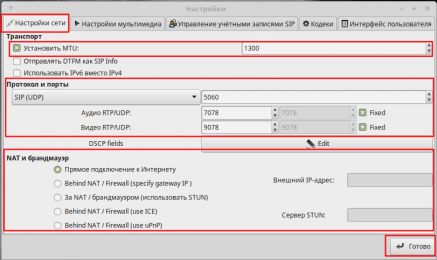 Настройки
Настройки сети
Настройки мультимедиа
Управление учётными записями SIP
Кодеки
Интерфейс пользователя
Транспорт
Установить MTU: 1300
Отправлять DTFM как SIP Info
Использовать IPv6 вместо IPv4
Протокол и порты
SIP (UDP) 5060
Аудио RTP/UDP: 7078 7078 Fixed
Видео RTP/UDP: 9078 9078 Fixed
DSCP fields Edit
NAT и брандмауэр
Прямое подключение к Интернету
Behind NAT / Firewall (specify gateway IP )
Внешний IP-адрес:
За NAT / брандмауэром (использовать STUN)
Behind NAT / Firewall (use ICE)
Сервер STUN:
Behind NAT / Firewall (use uPnP)
Готово